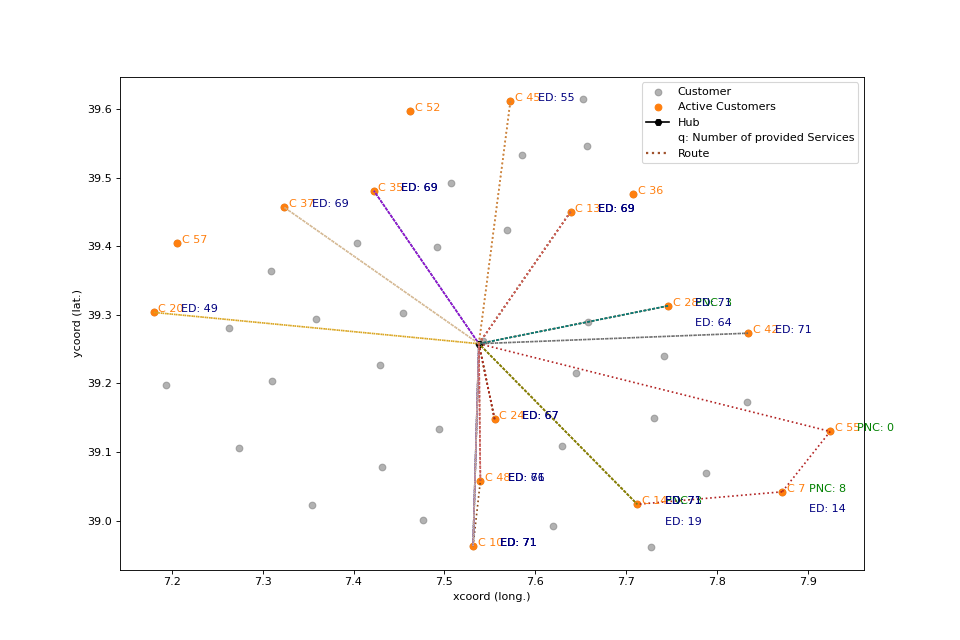 Customer
Active Customers
Hub
q: Number of provided Services
Route
ycoord (lat.)
39.6
39.5
39.4
39.3
39.2
39.1
39.0
C 45 ED: 55
C 52
C 35 ED: 69
C 36
C 37 ED: 69
C 13 ED: 69
C 57
C 20 ED: 49
C 28
ED: 64
C 42 ED: 71
C 24 ED: 67
C 55 PNC: 0
C 48
C 7 PNC: 8
ED: 14
C 14
ED: 19
C 10 ED: 71
7.2 7.3 7.4 7.5 7.6 7.7 7.8 7.9
xcoord (long.)